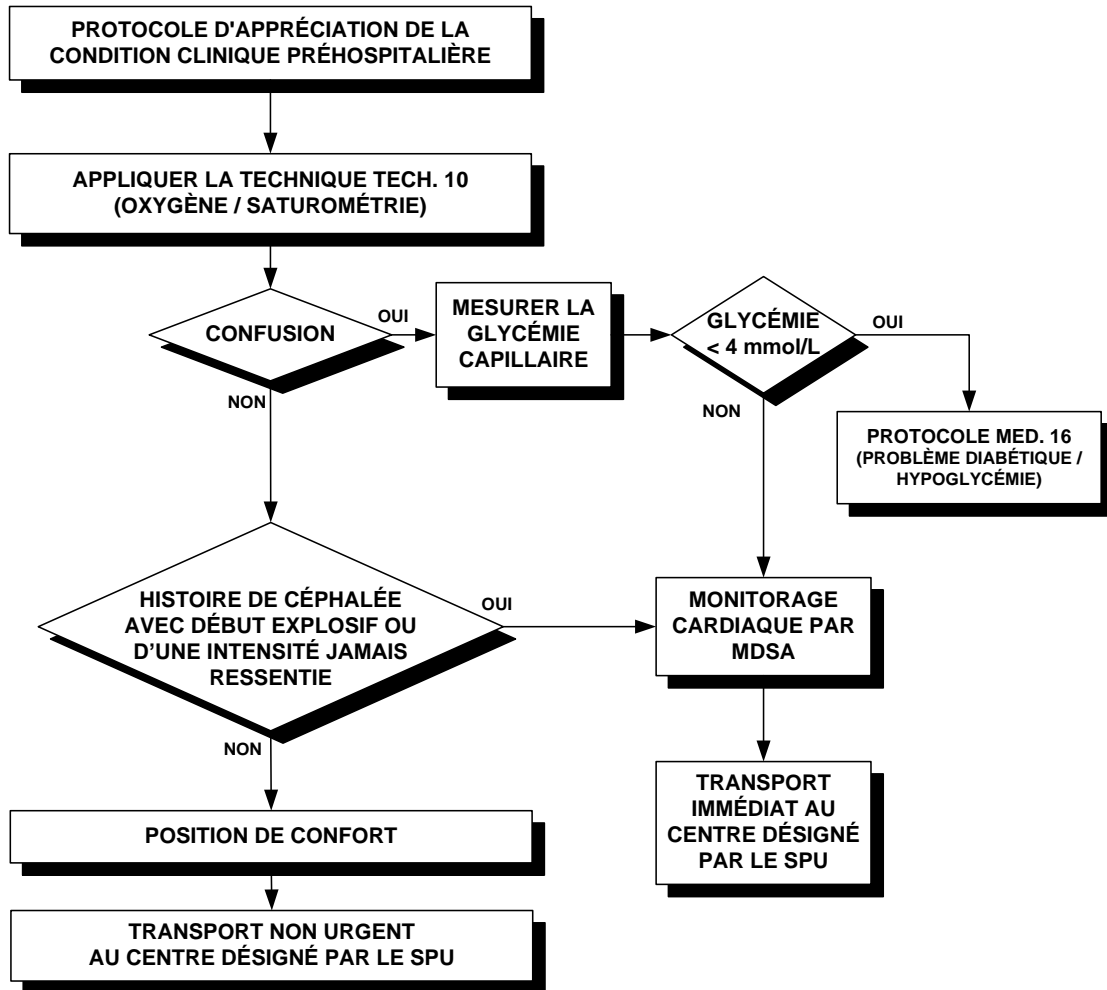 PROTOCOLE D'APPRÉCIATION DE LA
CONDITION CLINIQUE PRÉHOSPITALIÈRE
APPLIQUER LA TECHNIQUE TECH. 10
(OXYGÈNE / SATUROMÉTRIE)
CONFUSION
OUI
MESURER LA
GLYCÉMIE
CAPILLAIRE
GLYCÉMIE
< 4 mmol/L
OUI
NON
NON
PROTOCOLE MED. 16
(PROBLÈME DIABÉTIQUE /
HYPOGLYCÉMIE)
HISTOIRE DE CÉPHALÉE
AVEC DÉBUT EXPLOSIF OU
D’UNE INTENSITÉ JAMAIS
RESSENTIE
OUI
MONITORAGE
CARDIAQUE PAR
MDSA
NON
TRANSPORT
IMMÉDIAT AU
CENTRE DÉSIGNÉ
PAR LE SPU
POSITION DE CONFORT
TRANSPORT NON URGENT
AU CENTRE DÉSIGNÉ PAR LE SPU